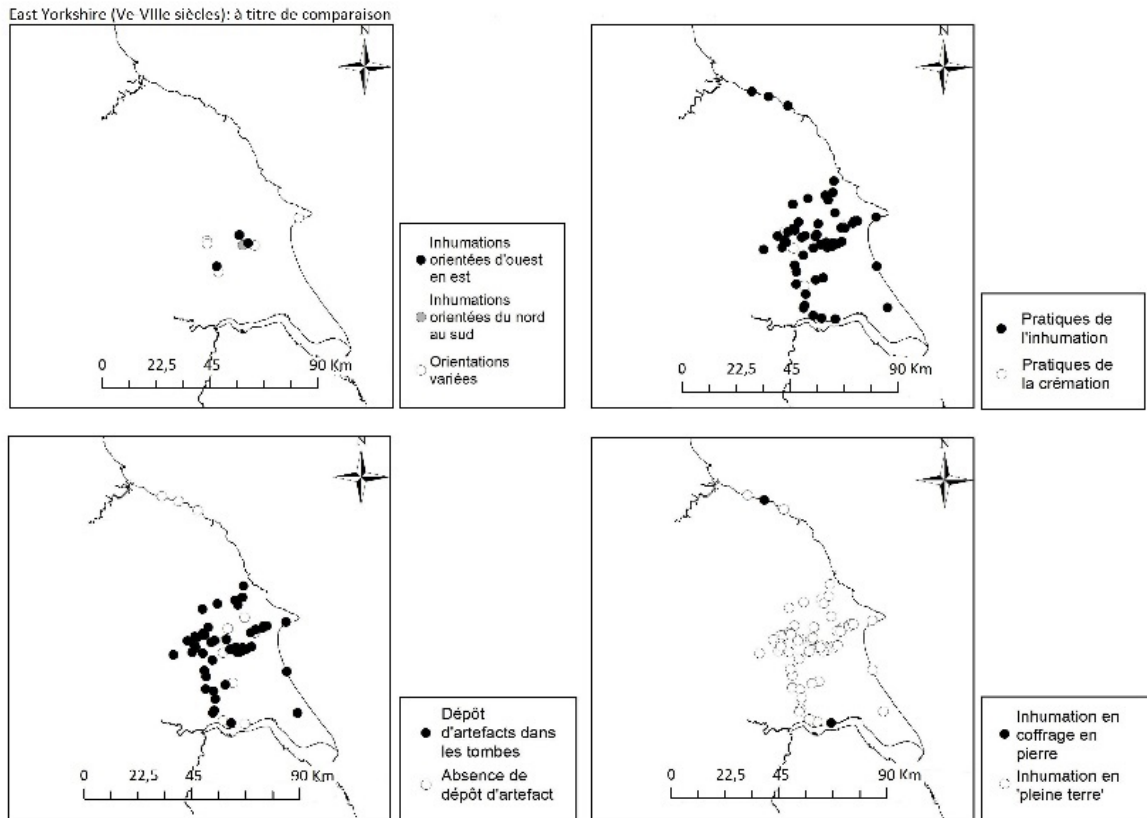 East Yorkshire (Ve-VIIIe siècles): à titre de comparaison
N
Inhumations
orientées d'ouest
en est
Inhumations
orientées du nord
au sud
Orientations
variées
0 22,5 45 90 Km
N
Pratiques de
l'inhumation
Pratiques de
la crémation
0 22,5 45 90 Km
N
Dépôt
d'artefacts dans
les tombes
Absence de
dépôt d'artefact
0 22,5 45 90 Km
N
Inhumation en
coffrage en
pierre
Inhumation en
'pleine terre'
0 22,5 45 90 Km